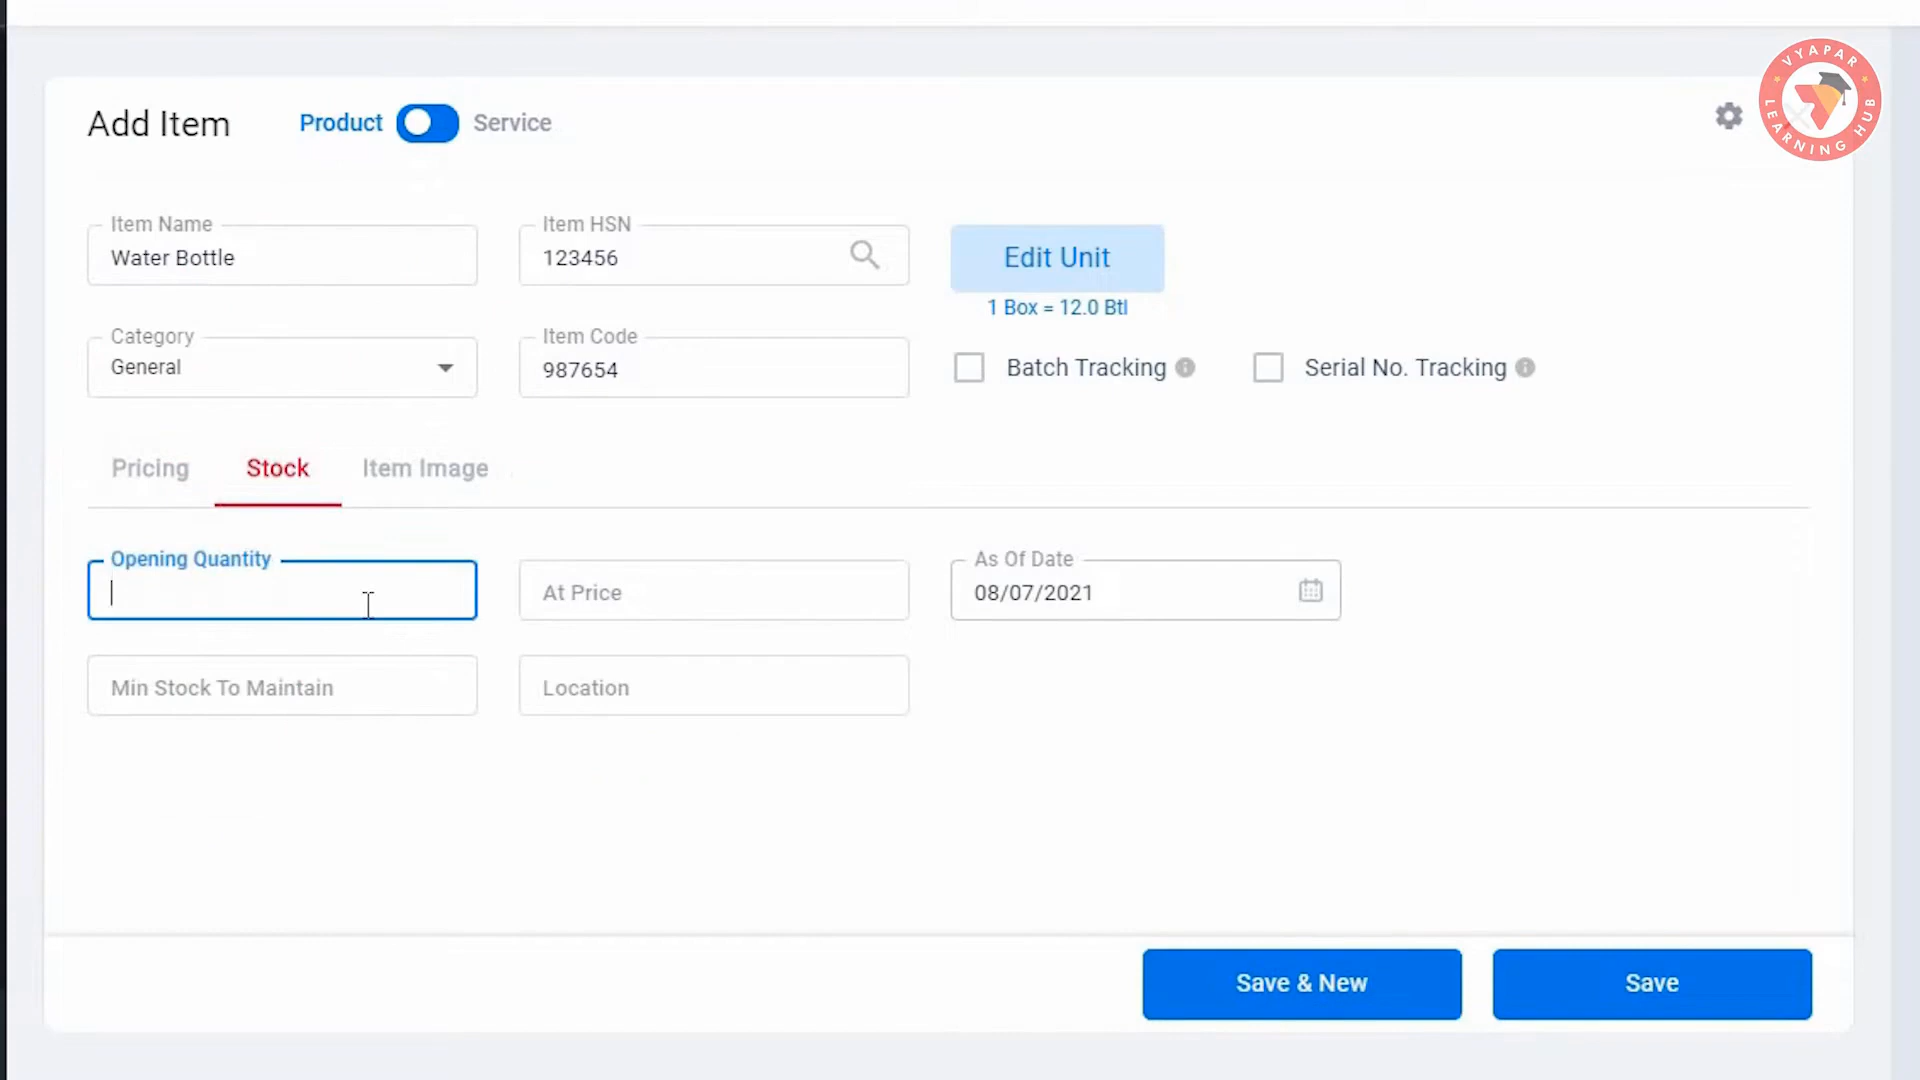 VYAPAR
LEARNING HUB
Add Item Product Service
Item Name Item HSN
Water Bottle 123456 Edit Unit
1 Box = 12.0 Btl
Category Item Code
General 987654 Batch Tracking Serial No. Tracking
Pricing Stock Item Image
Opening Quantity As Of Date
At Price 08/07/2021
Min Stock To Maintain Location
Save & New Save